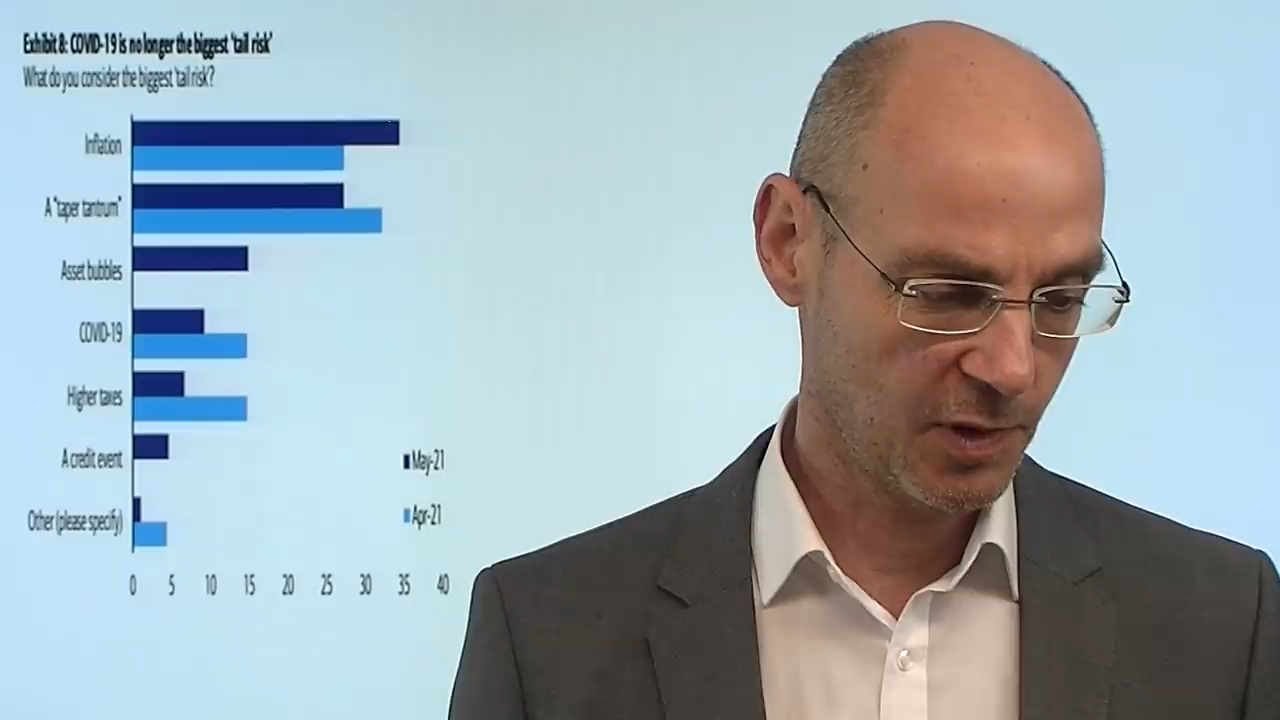 Exhibit 8: COVID-19 is no longer the biggest 'tail risk'
What do you consider the biggest 'tail risk'?
Inflation
A "taper tantrum"
Asset bubbles
COVID-19
Higher taxes
A credit event
Other (please specify)
May-21
Apr-21
0 5 10 15 20 25 30 35 40